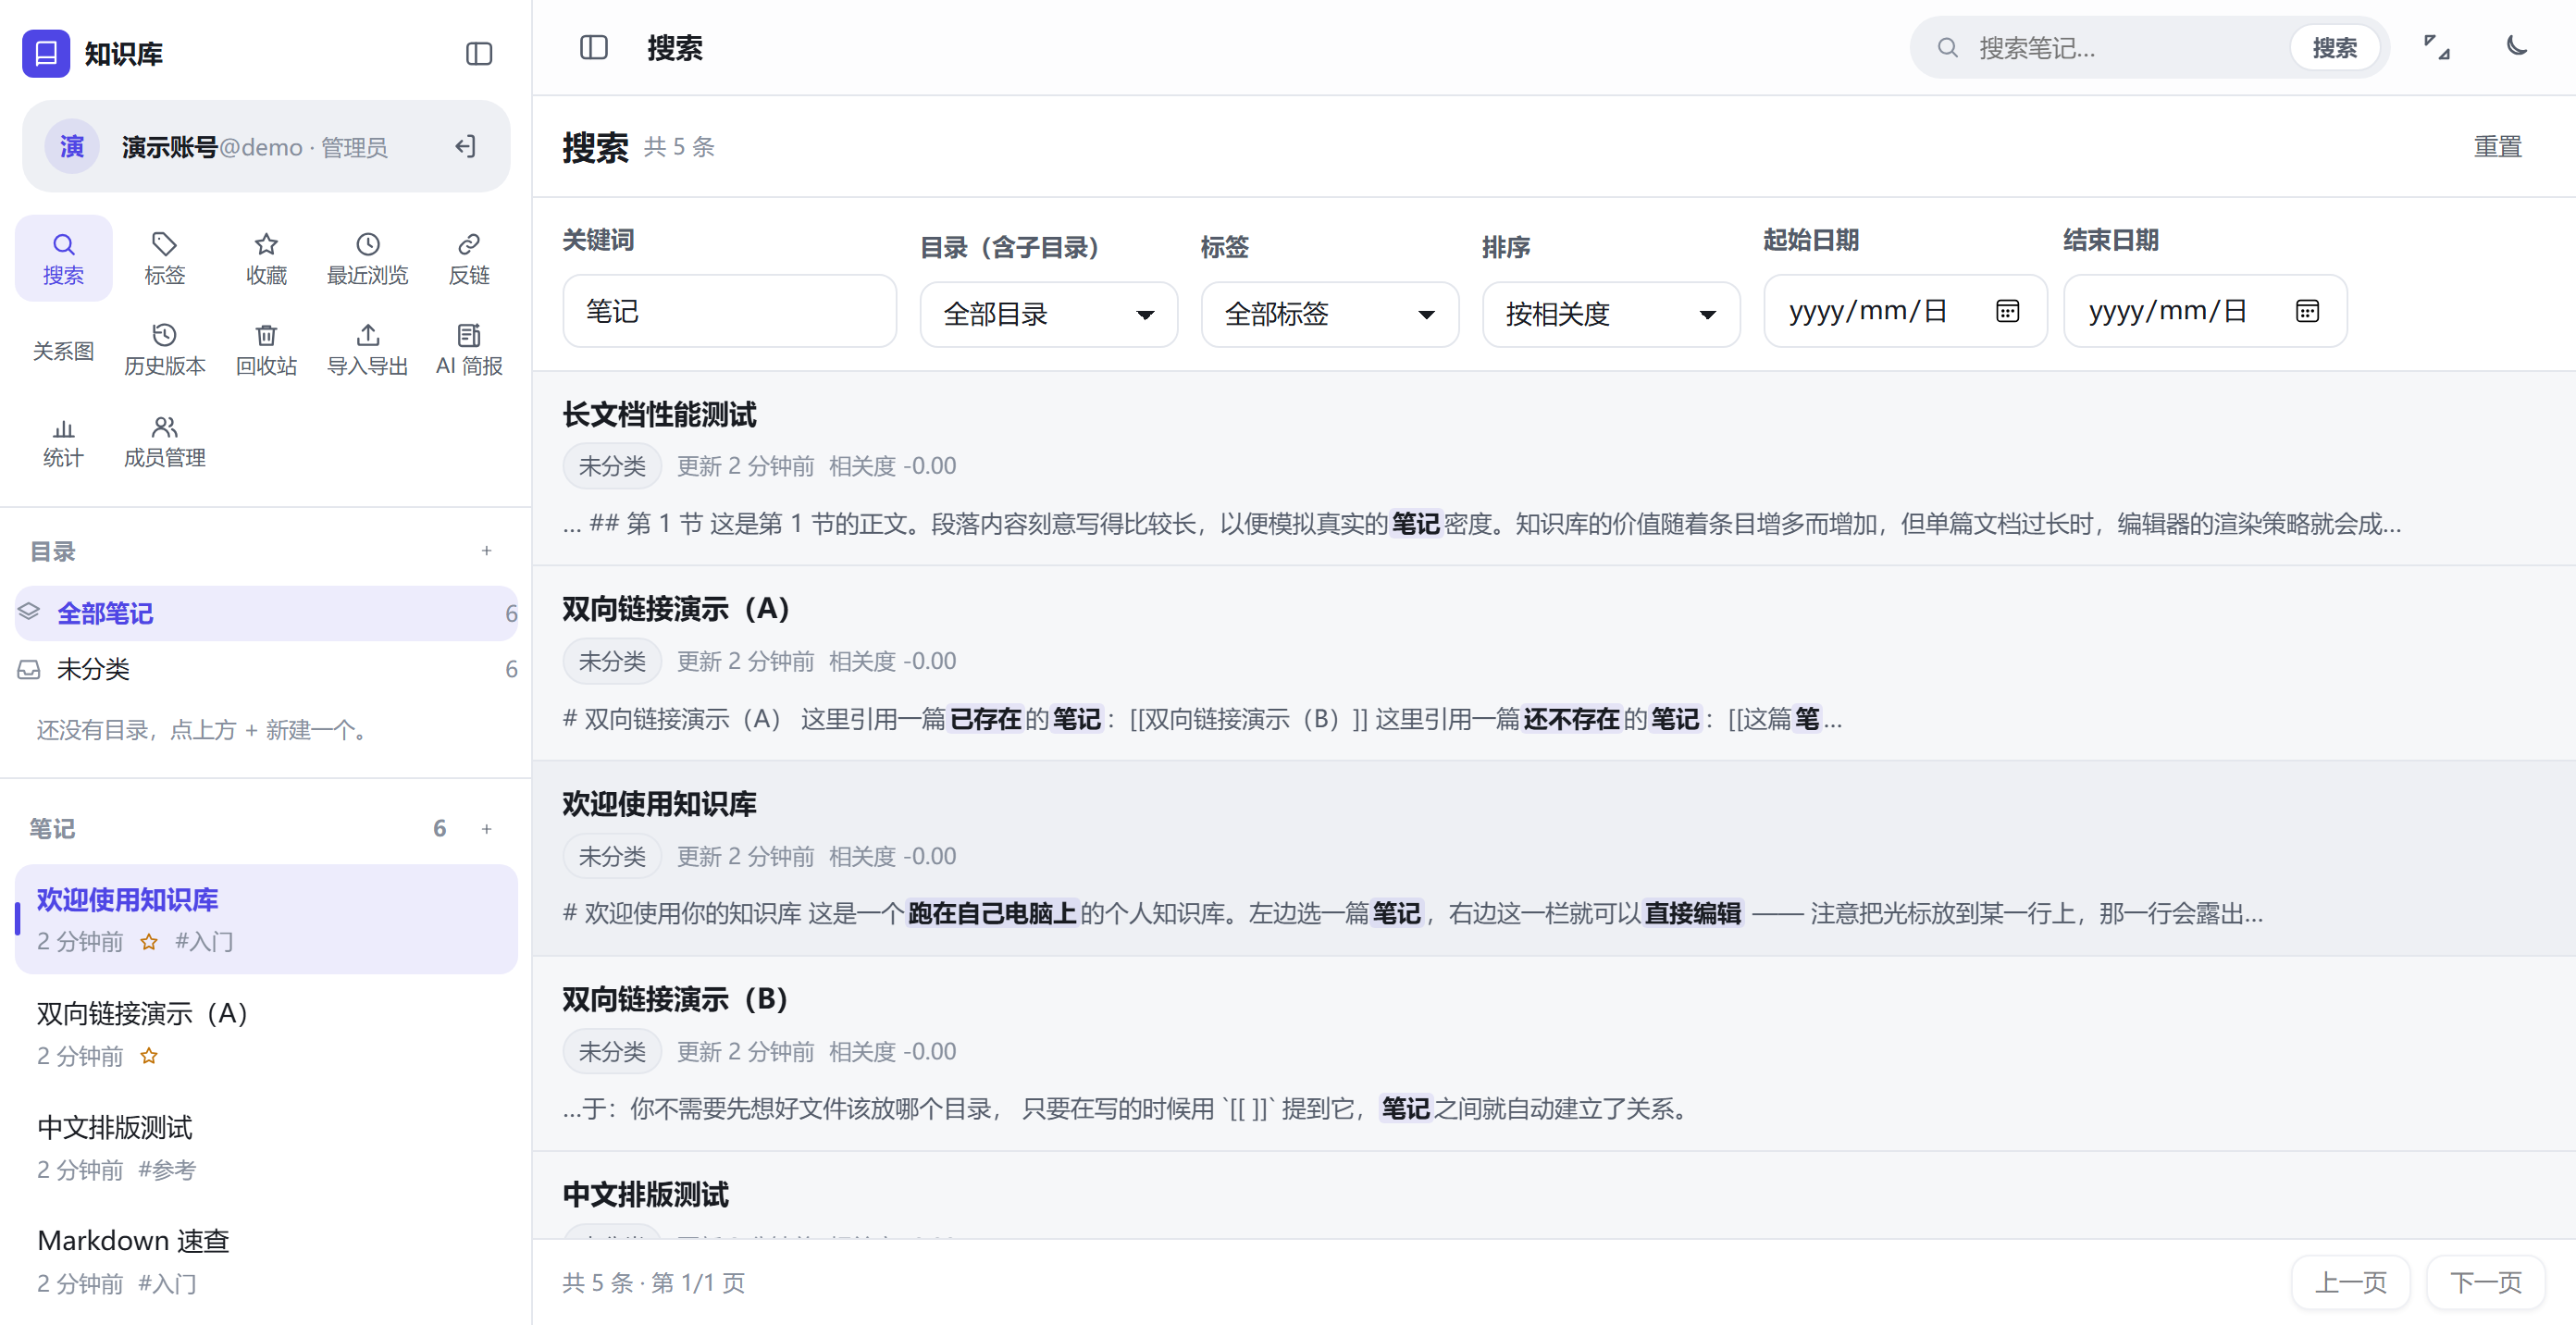 知识库
演 演示账号@demo · 管理员
搜索 标签 收藏 最近浏览 反链
关系图 历史版本 回收站 导入导出 AI 简报
统计 成员管理
目录 +
全部笔记 6
未分类 6
还没有目录，点上方 + 新建一个。
笔记 6 +
欢迎使用知识库
2 分钟前 #入门
双向链接演示（A）
2 分钟前
中文排版测试
2 分钟前 #参考
Markdown 速查
2 分钟前 #入门
搜索 搜索笔记... 搜索
搜索 共 5 条 重置
关键词 目录（含子目录） 标签 排序 起始日期 结束日期
笔记 全部目录 全部标签 按相关度 yyyy/mm/日 yyyy/mm/日
长文档性能测试
未分类 更新 2 分钟前 相关度 -0.00
... ## 第 1 节 这是第 1 节的正文。段落内容刻意写得比较长，以便模拟真实的笔记密度。知识库的价值随着条目增多而增加，但单篇文档过长时，编辑器的渲染策略就会成...
双向链接演示（A）
未分类 更新 2 分钟前 相关度 -0.00
# 双向链接演示（A） 这里引用一篇已存在的笔记：[[双向链接演示（B）]] 这里引用一篇还不存在的笔记：[[这篇笔...
欢迎使用知识库
未分类 更新 2 分钟前 相关度 -0.00
# 欢迎使用你的知识库 这是一个跑在自己电脑上的个人知识库。左边选一篇笔记，右边这一栏就可以直接编辑 —— 注意把光标放到某一行上，那一行会露出...
双向链接演示（B）
未分类 更新 2 分钟前 相关度 -0.00
...于：你不需要先想好文件该放哪个目录， 只要在写的时候用 `[[ ]]` 提到它，笔记之间就自动建立了关系。
中文排版测试
共 5 条 · 第 1/1 页 上一页 下一页